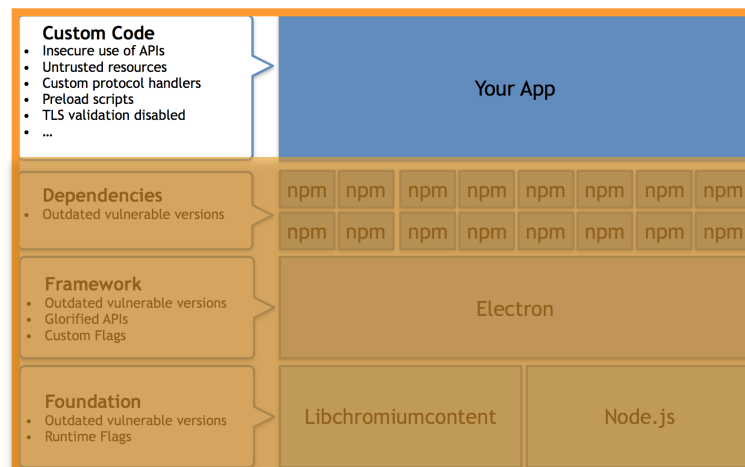 Custom Code
• Insecure use of APIs
• Untrusted resources
• Custom protocol handlers
• Preload scripts
• TLS validation disabled
• …
Your App
Dependencies
• Outdated vulnerable versions
npm npm npm npm npm npm npm npm
npm npm npm npm npm npm npm npm
Framework
• Outdated vulnerable versions
• Glorified APIs
• Custom Flags
Electron
Foundation
• Outdated vulnerable versions
• Runtime Flags
Libchromiumcontent
Node.js